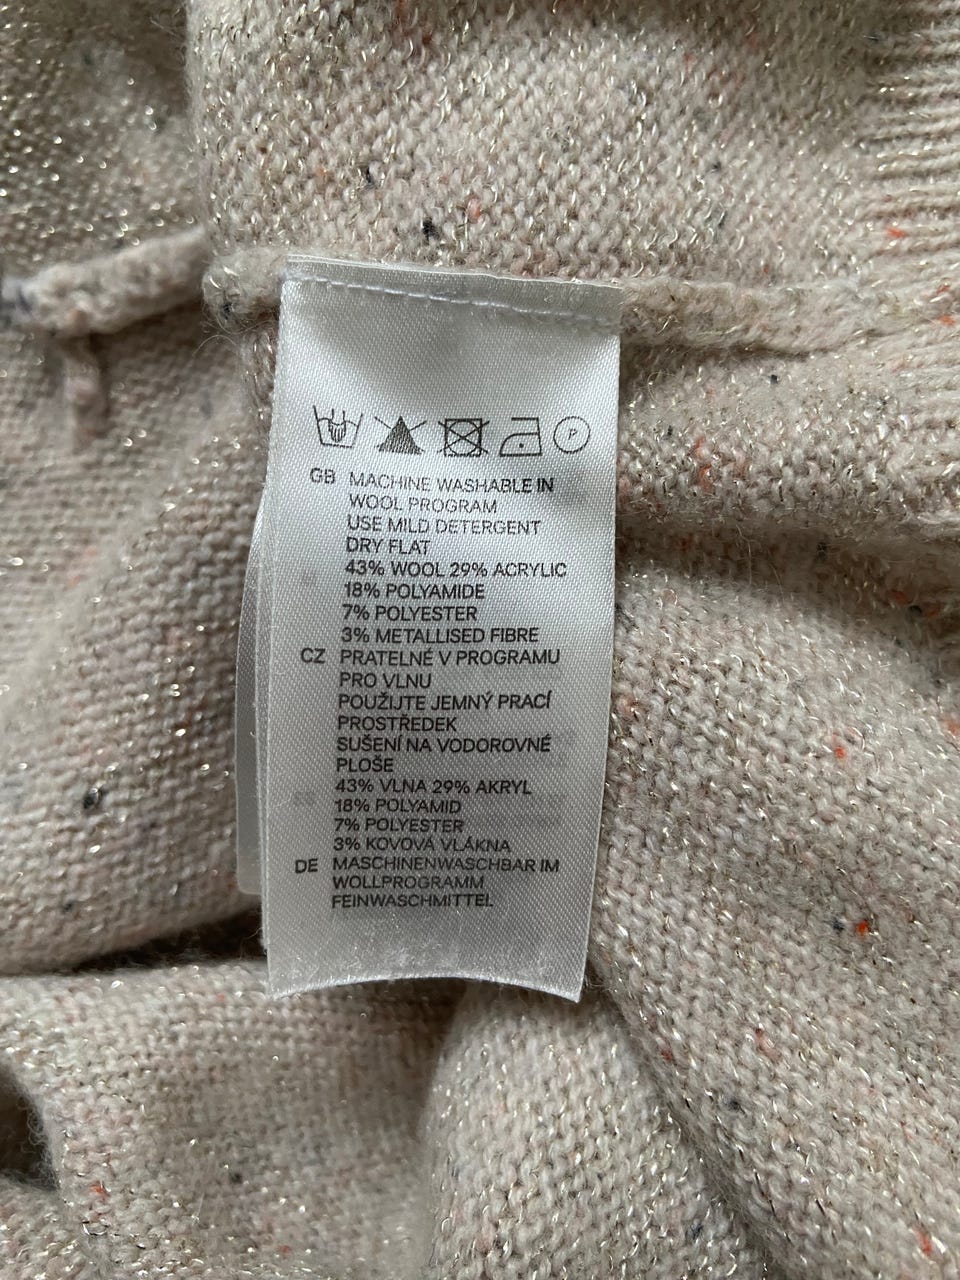 P
GB MACHINE WASHABLE IN
WOOL PROGRAM
USE MILD DETERGENT
DRY FLAT
43% WOOL 29% ACRYLIC
18% POLYAMIDE
7% POLYESTER
3% METALLISED FIBRE
CZ PRATELNÉ V PROGRAMU
PRO VLNU
POUŽIJTE JEMNÝ PRACÍ
PROSTŘEDEK
SUŠENÍ NA VODOROVNÉ
PLOŠE
43% VLNA 29% AKRYL
18% POLYAMID
7% POLYESTER
3% KOVOVÁ VLÁKNA
DE MASCHINENWASCHBAR IM
WOLLPROGRAMM
FEINWASCHMITTEL